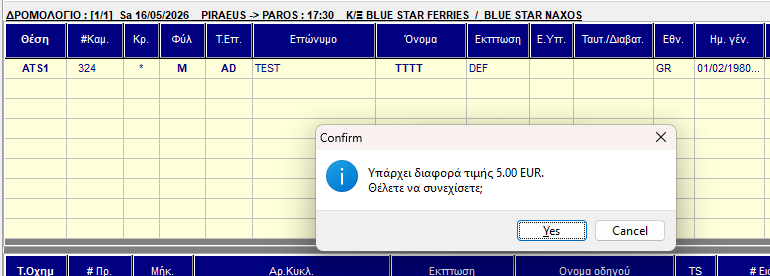 ΔΡΟΜΟΛΟΓΙΟ : [1/1] Sa 16/05/2026 PIRAEUS -> PAROS : 17:30 Κ/Ξ BLUE STAR FERRIES / BLUE STAR NAXOS
Θέση #Καμ. Κρ. Φύλ Τ.Επ. Επώνυμο Όνομα Εκπτωση Ε.Υπ. Ταυτ./Διαβατ. Εθν. Ημ. γέν.
ATS1 324 * M AD TEST TTTT DEF GR 01/02/1980...
Confirm
Υπάρχει διαφορά τιμής 5.00 EUR.
Θέλετε να συνεχίσετε;
Yes Cancel
Τ.Οχημ # Πρ. Μήκ. Αρ.Κυκλ. Εκπτωση Ονομα οδηγού TS